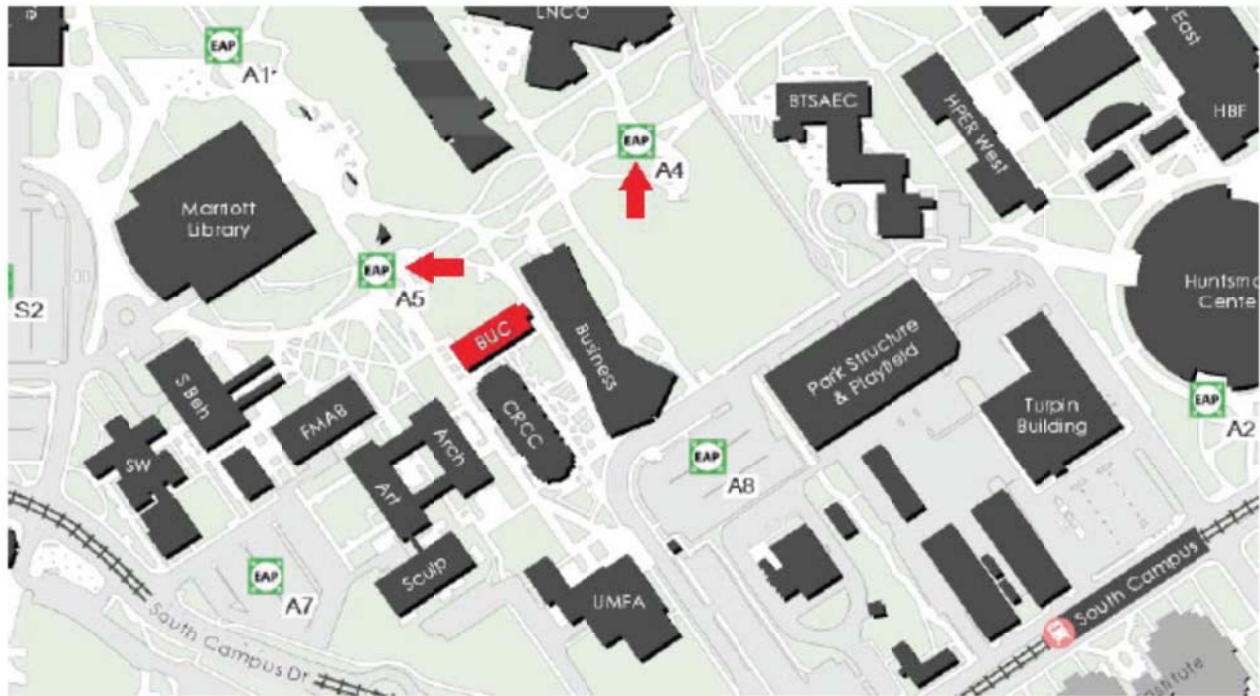 LNCO
EAP
A1
East
BTSAEC
HPER West
HBF
EAP
A4
Marriott
Library
EAP
A5
S2
BUC
Business
Huntsma
Cente
Park Structure
& Playfield
S Beh
FMAB
CRCC
Arch
Art
Turpin
Building
EAP
A2
SW
EAP
A8
EAP
A7
Sculp
UMFA
South Campus
South Campus Dr